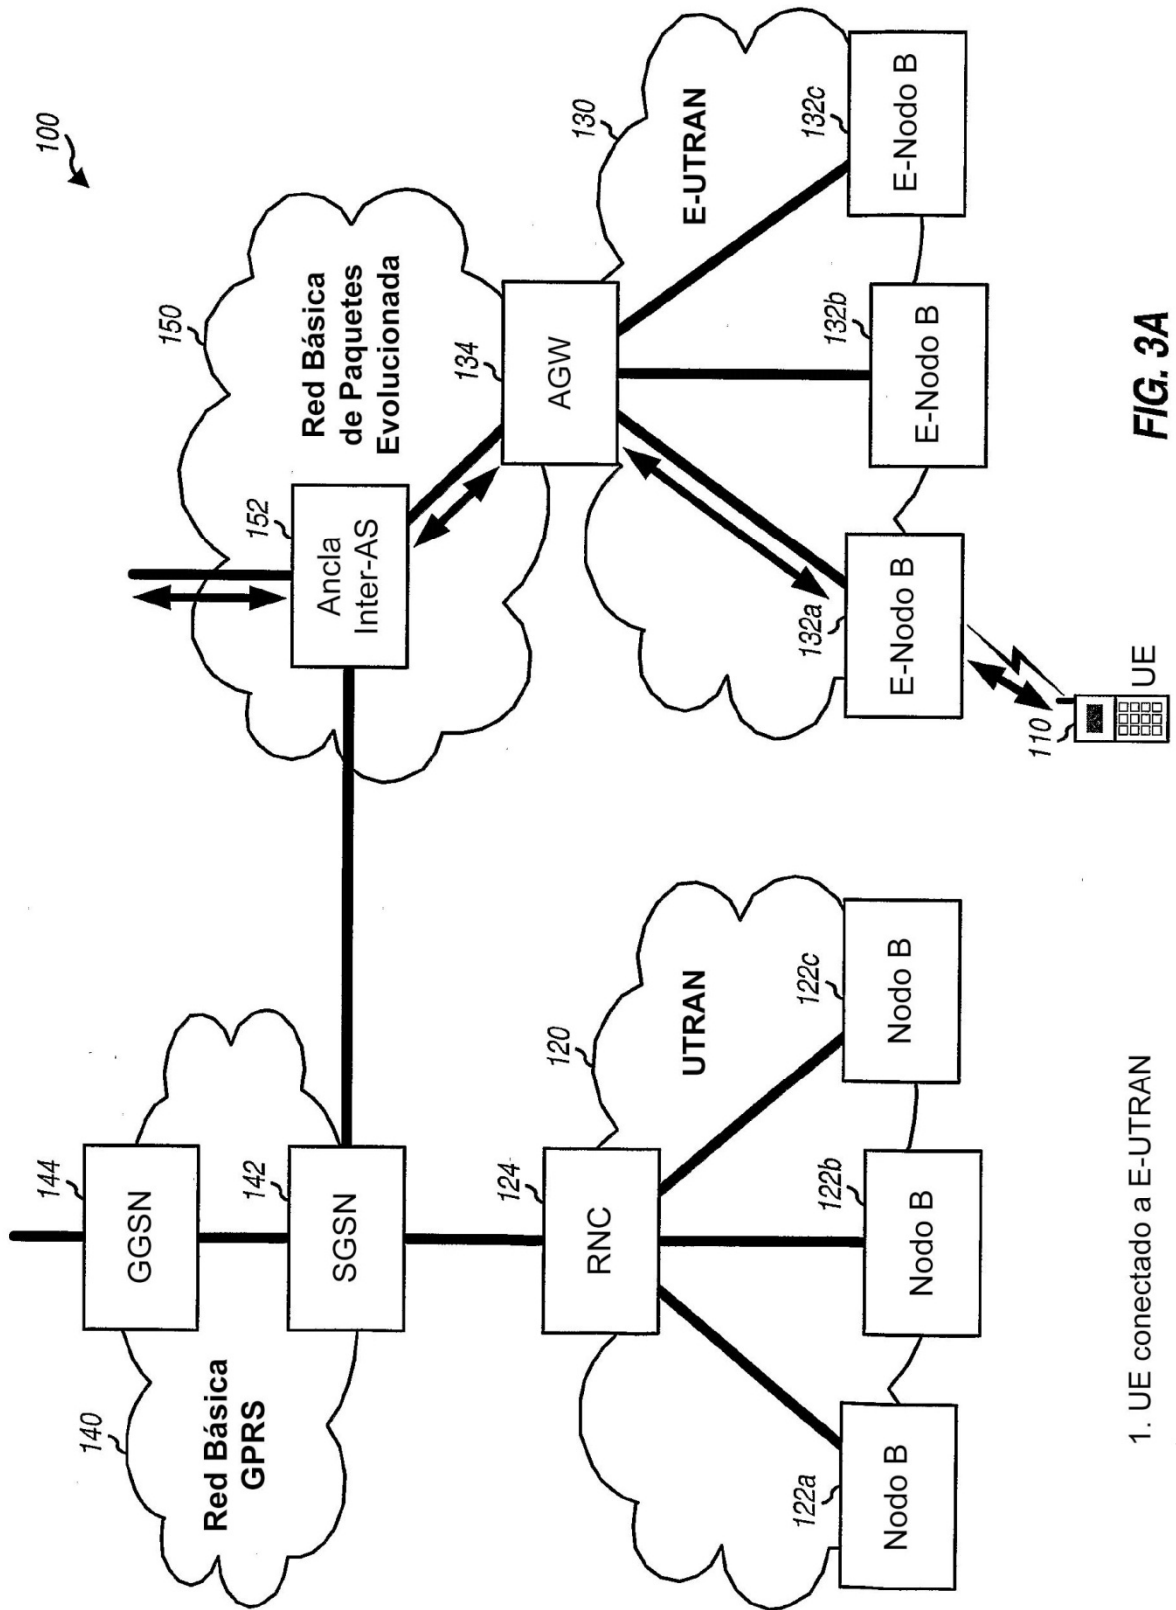 100
144
GGSN
140
Red Básica
GPRS
142
SGSN
150
152
Ancla
Inter-AS
Red Básica
de Paquetes
Evolucionada
124
RNC
120
UTRAN
134
AGW
130
E-UTRAN
122a
Nodo B
122b
Nodo B
122c
Nodo B
132a
E-Nodo B
132b
E-Nodo B
132c
E-Nodo B
110
UE
1. UE conectado a E-UTRAN
FIG. 3A